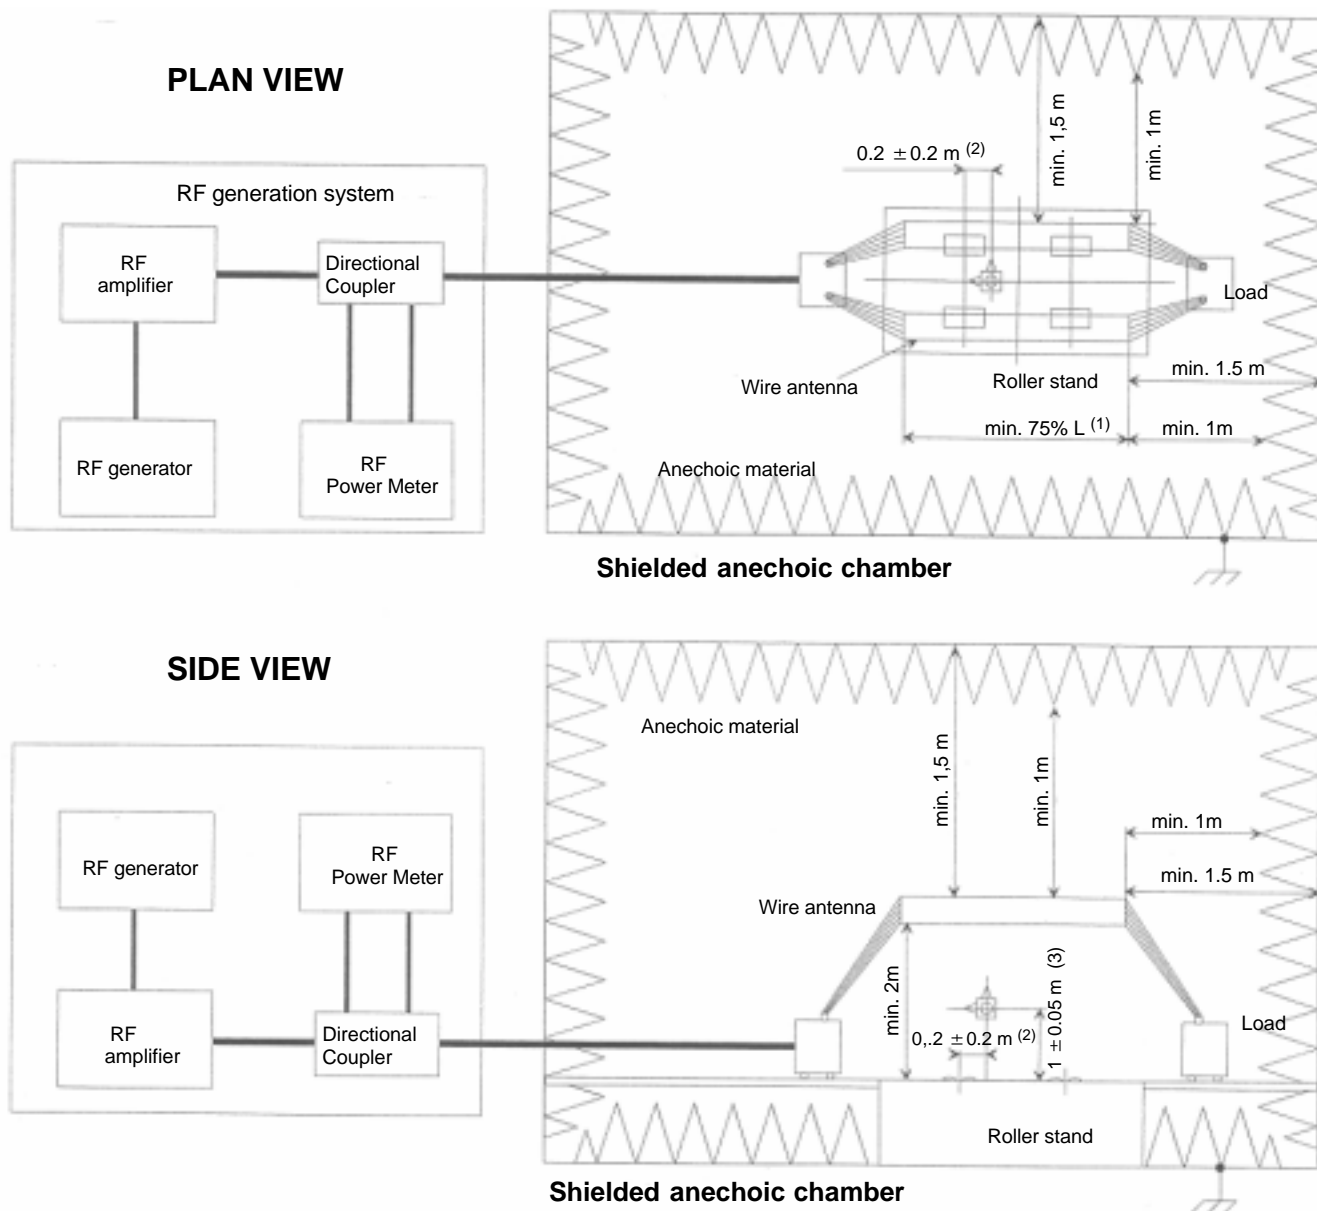 PLAN VIEW
RF generation system
RF
amplifier
Directional
Coupler
RF generator
RF
Power Meter
min. 1,5 m
min. 1m
0.2 ± 0.2 m (2)
Load
Wire antenna
Roller stand
min. 1.5 m
min. 75% L (1)
min. 1m
Anechoic material
Shielded anechoic chamber
SIDE VIEW
RF generator
RF
Power Meter
RF
amplifier
Directional
Coupler
Anechoic material
min. 1,5 m
min. 1m
min. 1m
min. 1.5 m
Wire antenna
min. 2m
1 ± 0.05 m (3)
0,.2 ± 0.2 m (2)
Load
Roller stand
Shielded anechoic chamber